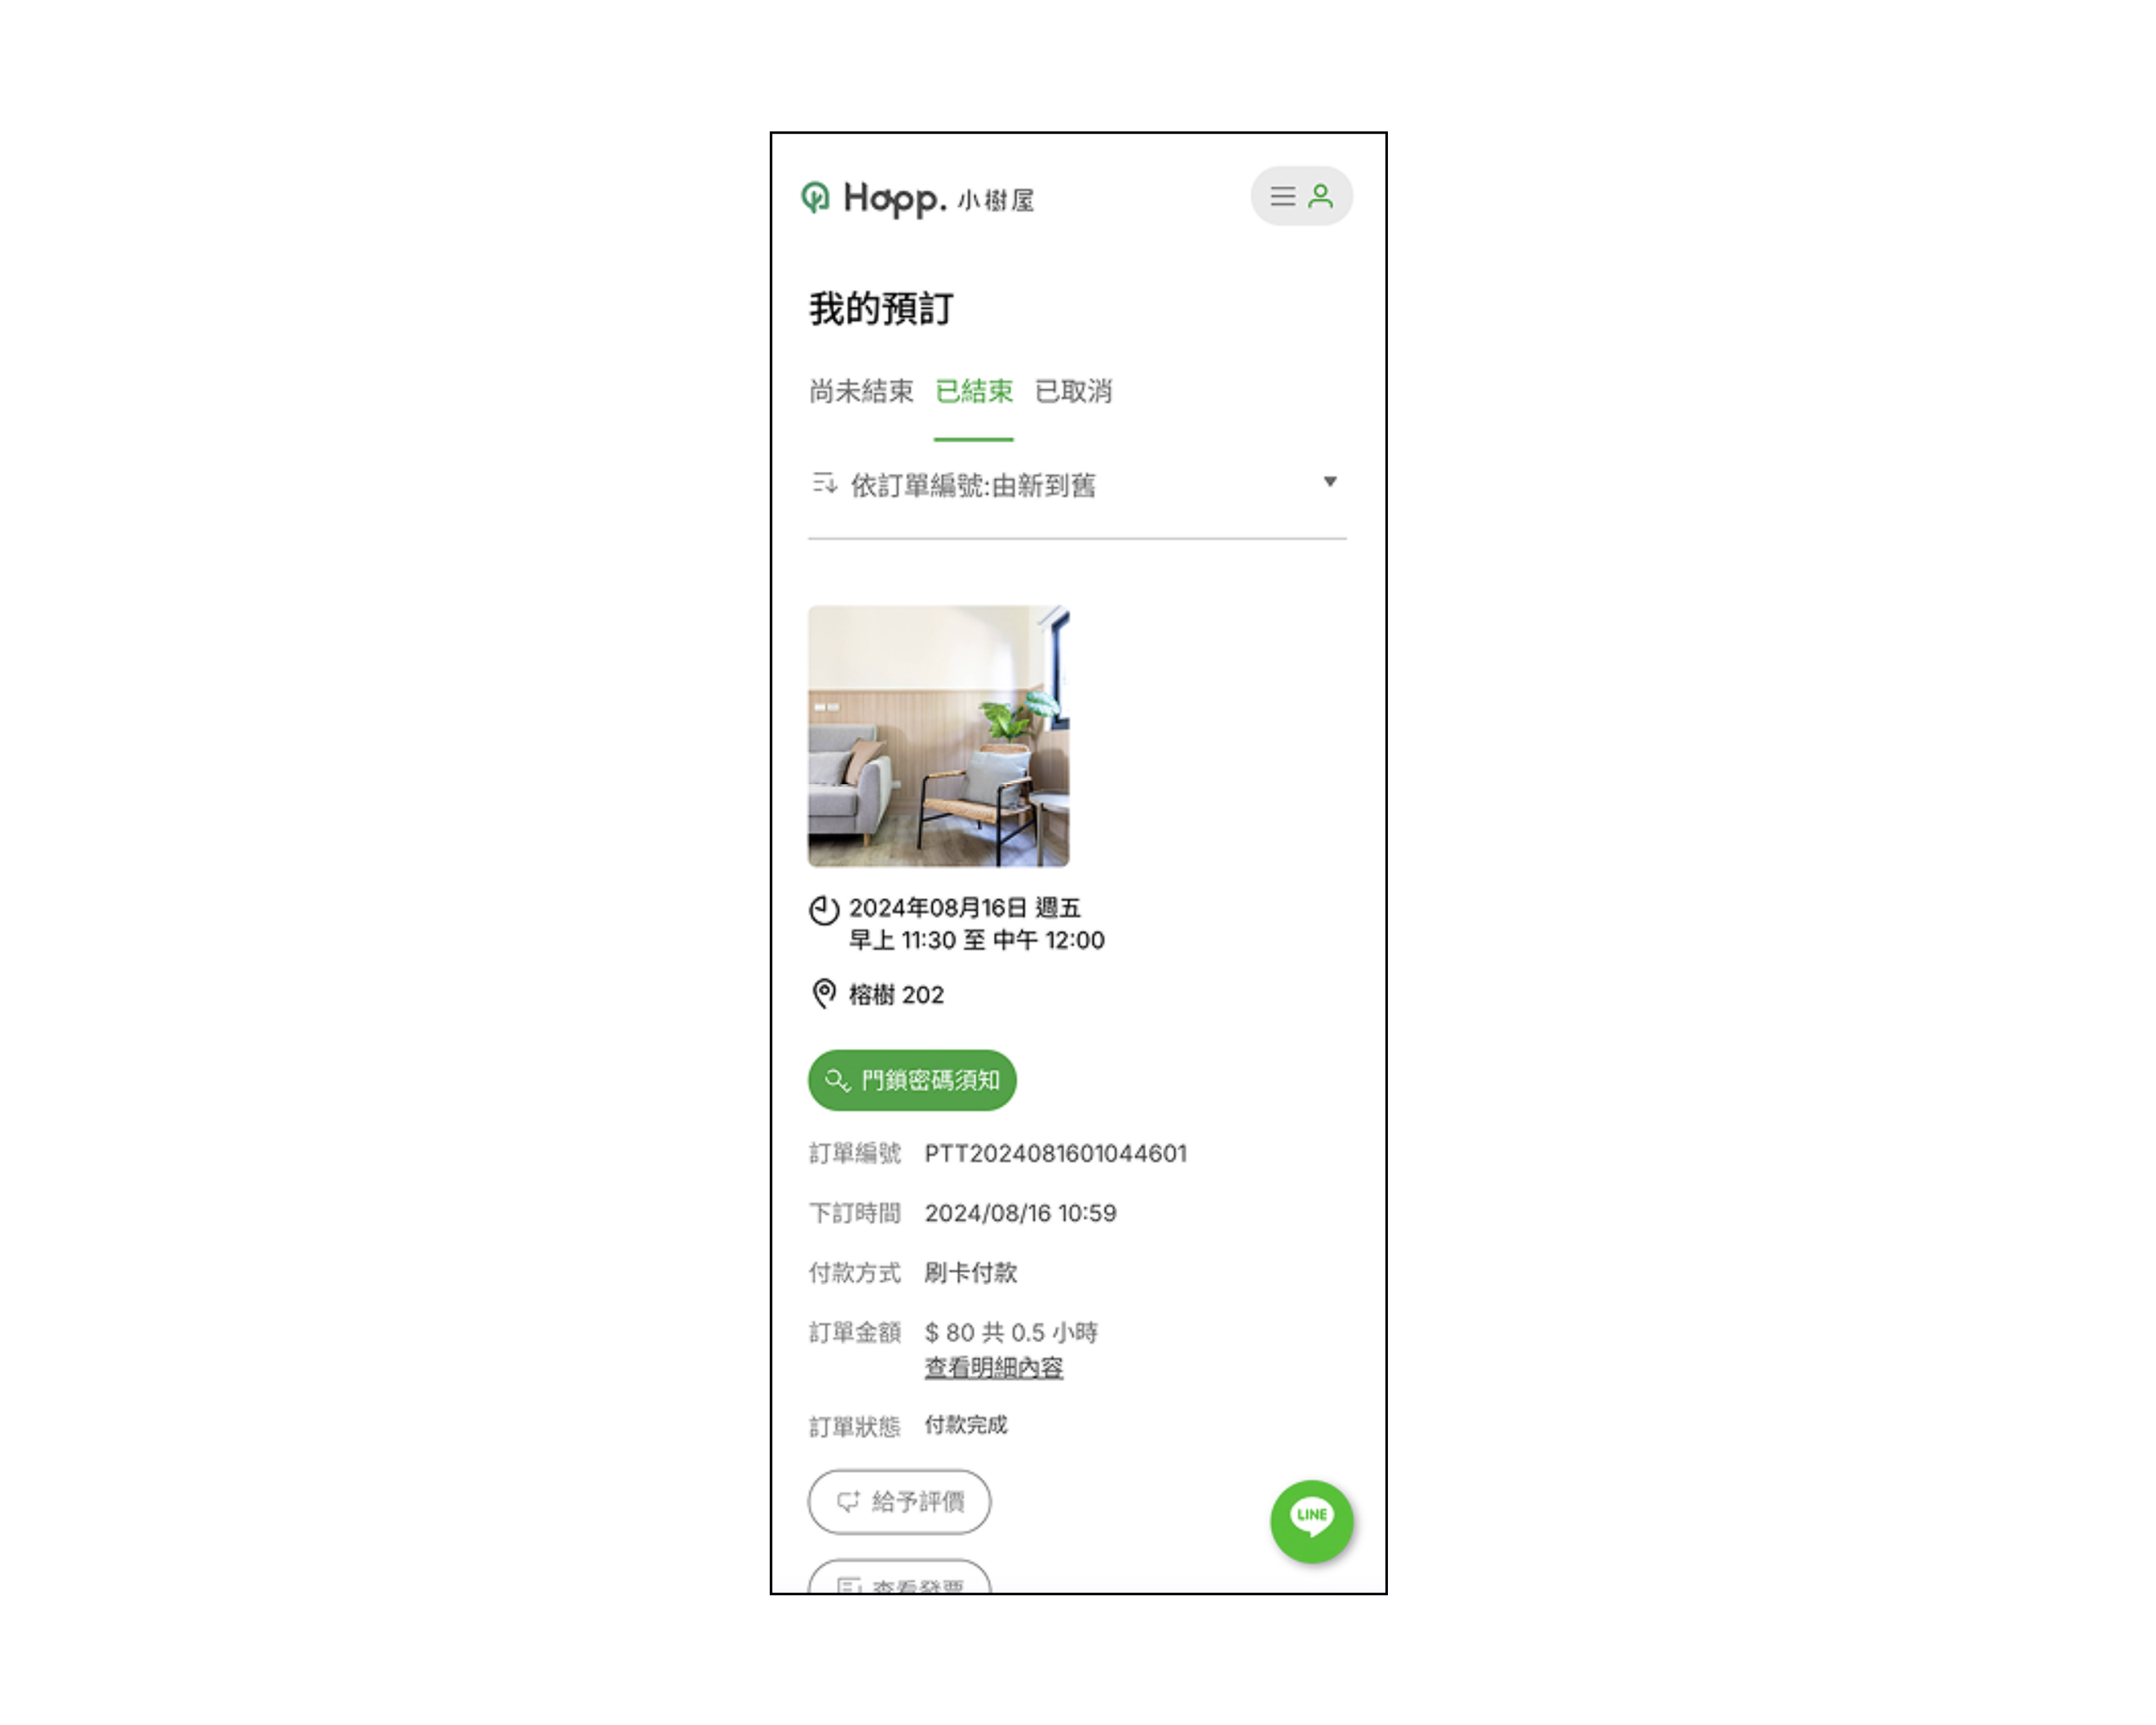 Happ. 小樹屋
我的預訂
尚未結束 已結束 已取消
依訂單編號:由新到舊
2024年08月16日 週五
早上 11:30 至 中午 12:00
榕樹 202
門鎖密碼須知
訂單編號 PTT2024081601044601
下訂時間 2024/08/16 10:59
付款方式 刷卡付款
訂單金額 $ 80 共 0.5 小時
查看明細內容
訂單狀態 付款完成
給予評價
LINE
查看發票